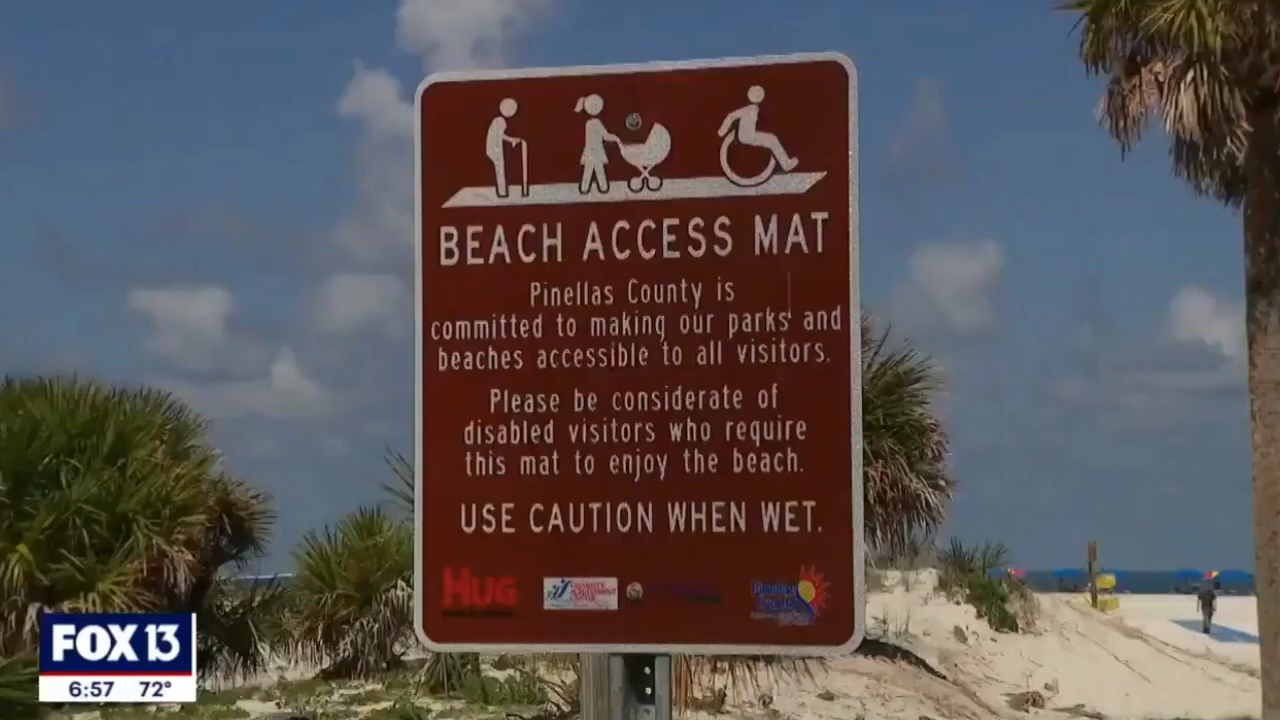 BEACH ACCESS MAT
Pinellas County is
committed to making our parks and
beaches accessible to all visitors.
Please be considerate of
disabled visitors who require
this mat to enjoy the beach.
USE CAUTION WHEN WET.
HUG
FOX 13
6:57 72°